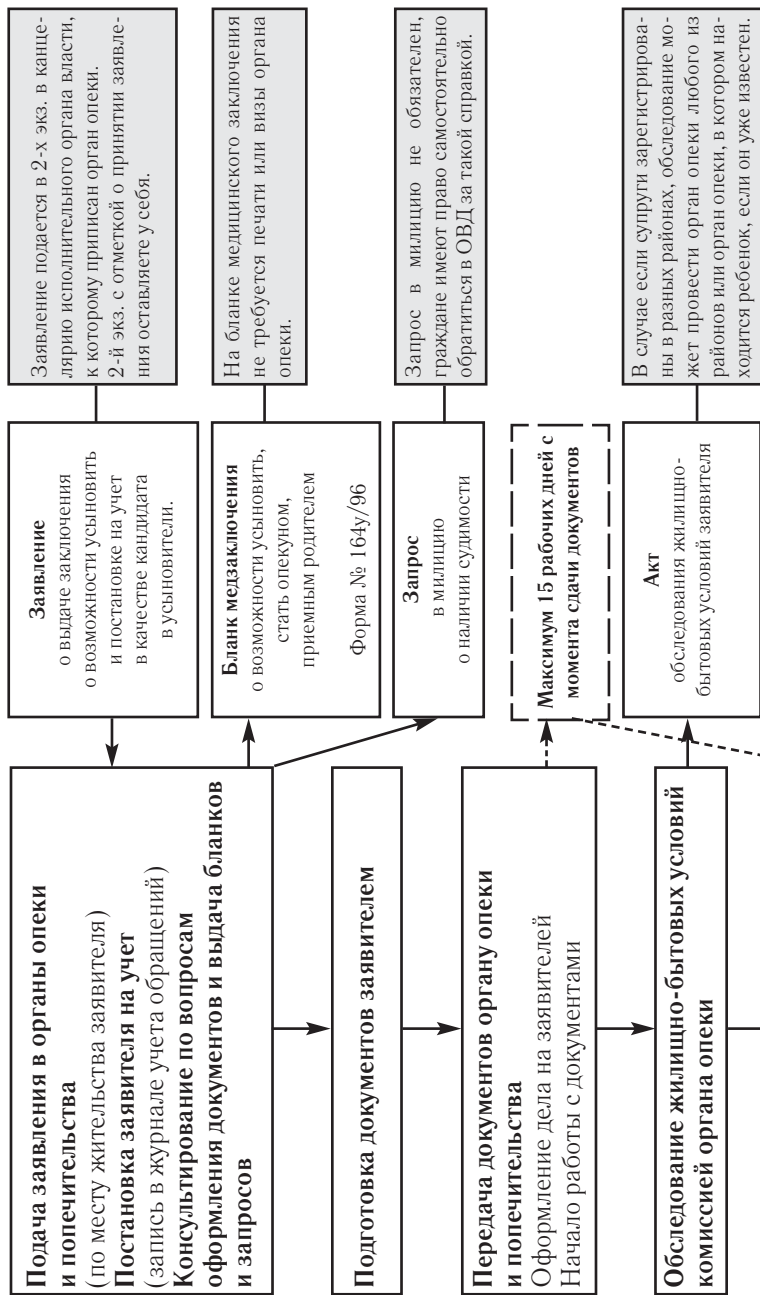 Подача заявления в органы опеки
и попечительства
(по месту жительства заявителя)
Постановка заявителя на учет
(запись в журнале учета обращений)
Консультирование по вопросам
оформления документов и выдача бланков
и запросов
Заявление
о выдаче заключения
о возможности усыновить
и постановке на учет
в качестве кандидата
в усыновители.
Заявление подается в 2-х экз. в канце-
лярию исполнительного органа власти,
к которому приписан орган опеки.
2-й экз. с отметкой о принятии заявле-
ния оставляете у себя.
Бланк медзаключения
о возможности усыновить,
стать опекуном,
приемным родителем
Форма № 164у/96
На бланке медицинского заключения
не требуется печати или визы органа
опеки.
Запрос
в милицию
о наличии судимости
Запрос в милицию не обязателен,
граждане имеют право самостоятельно
обратиться в ОВД за такой справкой.
Подготовка документов заявителем
Передача документов органу опеки
и попечительства
Оформление дела на заявителей
Начало работы с документами
Максимум 15 рабочих дней с
момента сдачи документов
Обследование жилищно-бытовых условий
комиссией органа опеки
Акт
обследования жилищно-
бытовых условий заявителя
В случае если супруги зарегистрирова-
ны в разных районах, обследование мо-
жет провести орган опеки любого из
районов или орган опеки, в котором на-
ходится ребенок, если он уже известен.